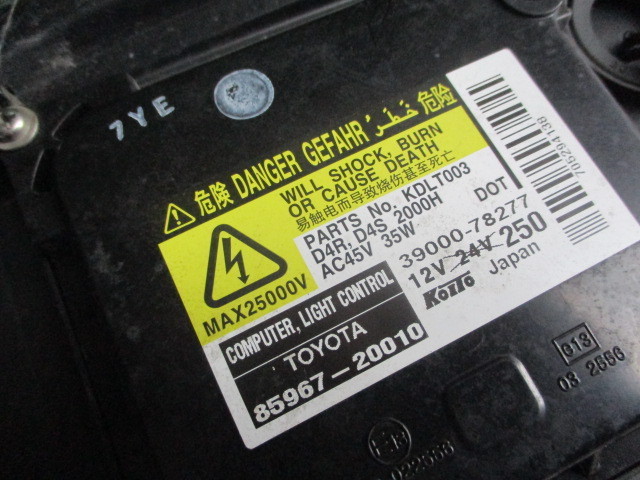 7YE
危険 DANGER GEFAHR خطر 危险
WILL SHOCK, BURN
OR CAUSE DEATH
易触电而导致烧伤甚至死亡
PARTS No. KDLT003
D4R, D4S 2000H
AC45V 35W DOT
39000-78277
12V 24V 250
KOITO Japan
MAX25000V
COMPUTER, LIGHT CONTROL
TOYOTA
85967-20010
706294138
03 2556
022558